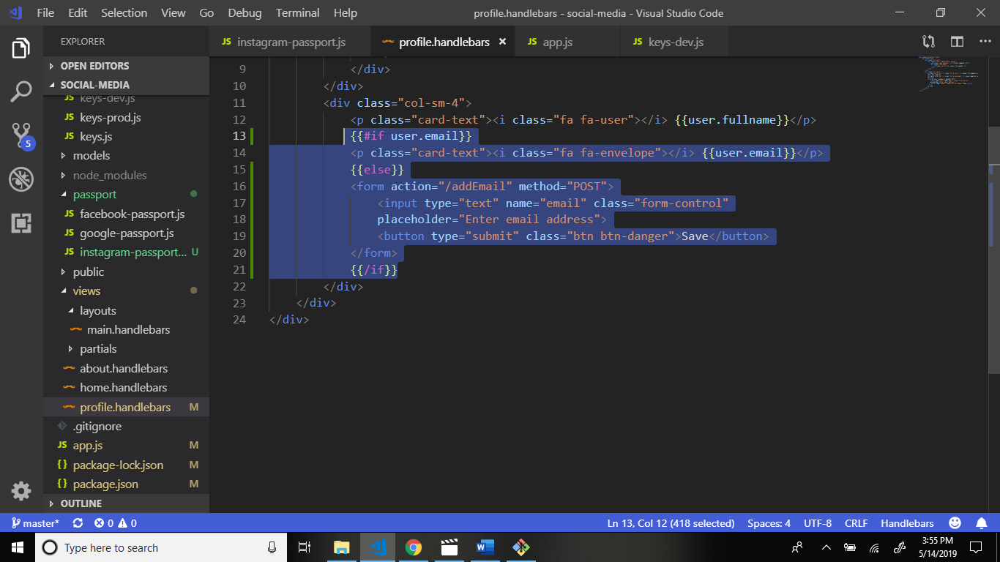 File Edit Selection View Go Debug Terminal Help
profile.handlebars - social-media - Visual Studio Code
EXPLORER
OPEN EDITORS
SOCIAL-MEDIA
JS keys-dev.js
JS keys-prod.js
JS keys.js
models
node_modules
passport
JS facebook-passport.js
JS google-passport.js
JS instagram-passport... U
public
views
layouts
main.handlebars
partials
about.handlebars
home.handlebars
profile.handlebars M
.gitignore
JS app.js M
{} package-lock.json M
{} package.json M
OUTLINE
5
JS instagram-passport.js
profile.handlebars ×
JS app.js
JS keys-dev.js
9 </div>
10 </div>
11 <div class="col-sm-4">
12 <p class="card-text"><i class="fa fa-user"></i> {{user.fullname}}</p>
13 {{#if user.email}}
14 <p class="card-text"><i class="fa fa-envelope"></i> {{user.email}}</p>
15 {{else}}
16 <form action="/addEmail" method="POST">
17 <input type="text" name="email" class="form-control"
18 placeholder="Enter email address">
19 <button type="submit" class="btn btn-danger">Save</button>
20 </form>
21 {{/if}}
22 </div>
23 </div>
24 </div>
master* 0 0
Ln 13, Col 12 (418 selected) Spaces: 4 UTF-8 CRLF Handlebars
Type here to search
3:55 PM
5/14/2019